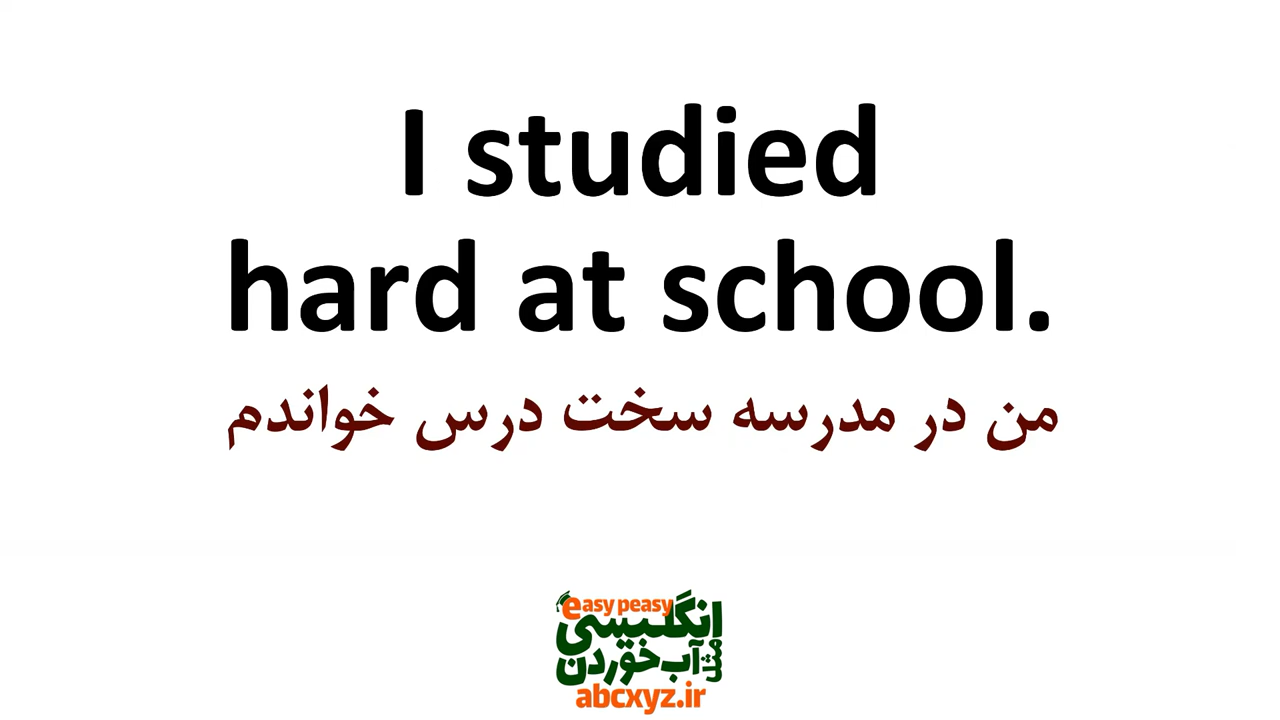 I studied
hard at school.
من در مدرسه سخت درس خواندم
easy peasy
انگلیسی
مثل آب خوردن
abcxyz.ir